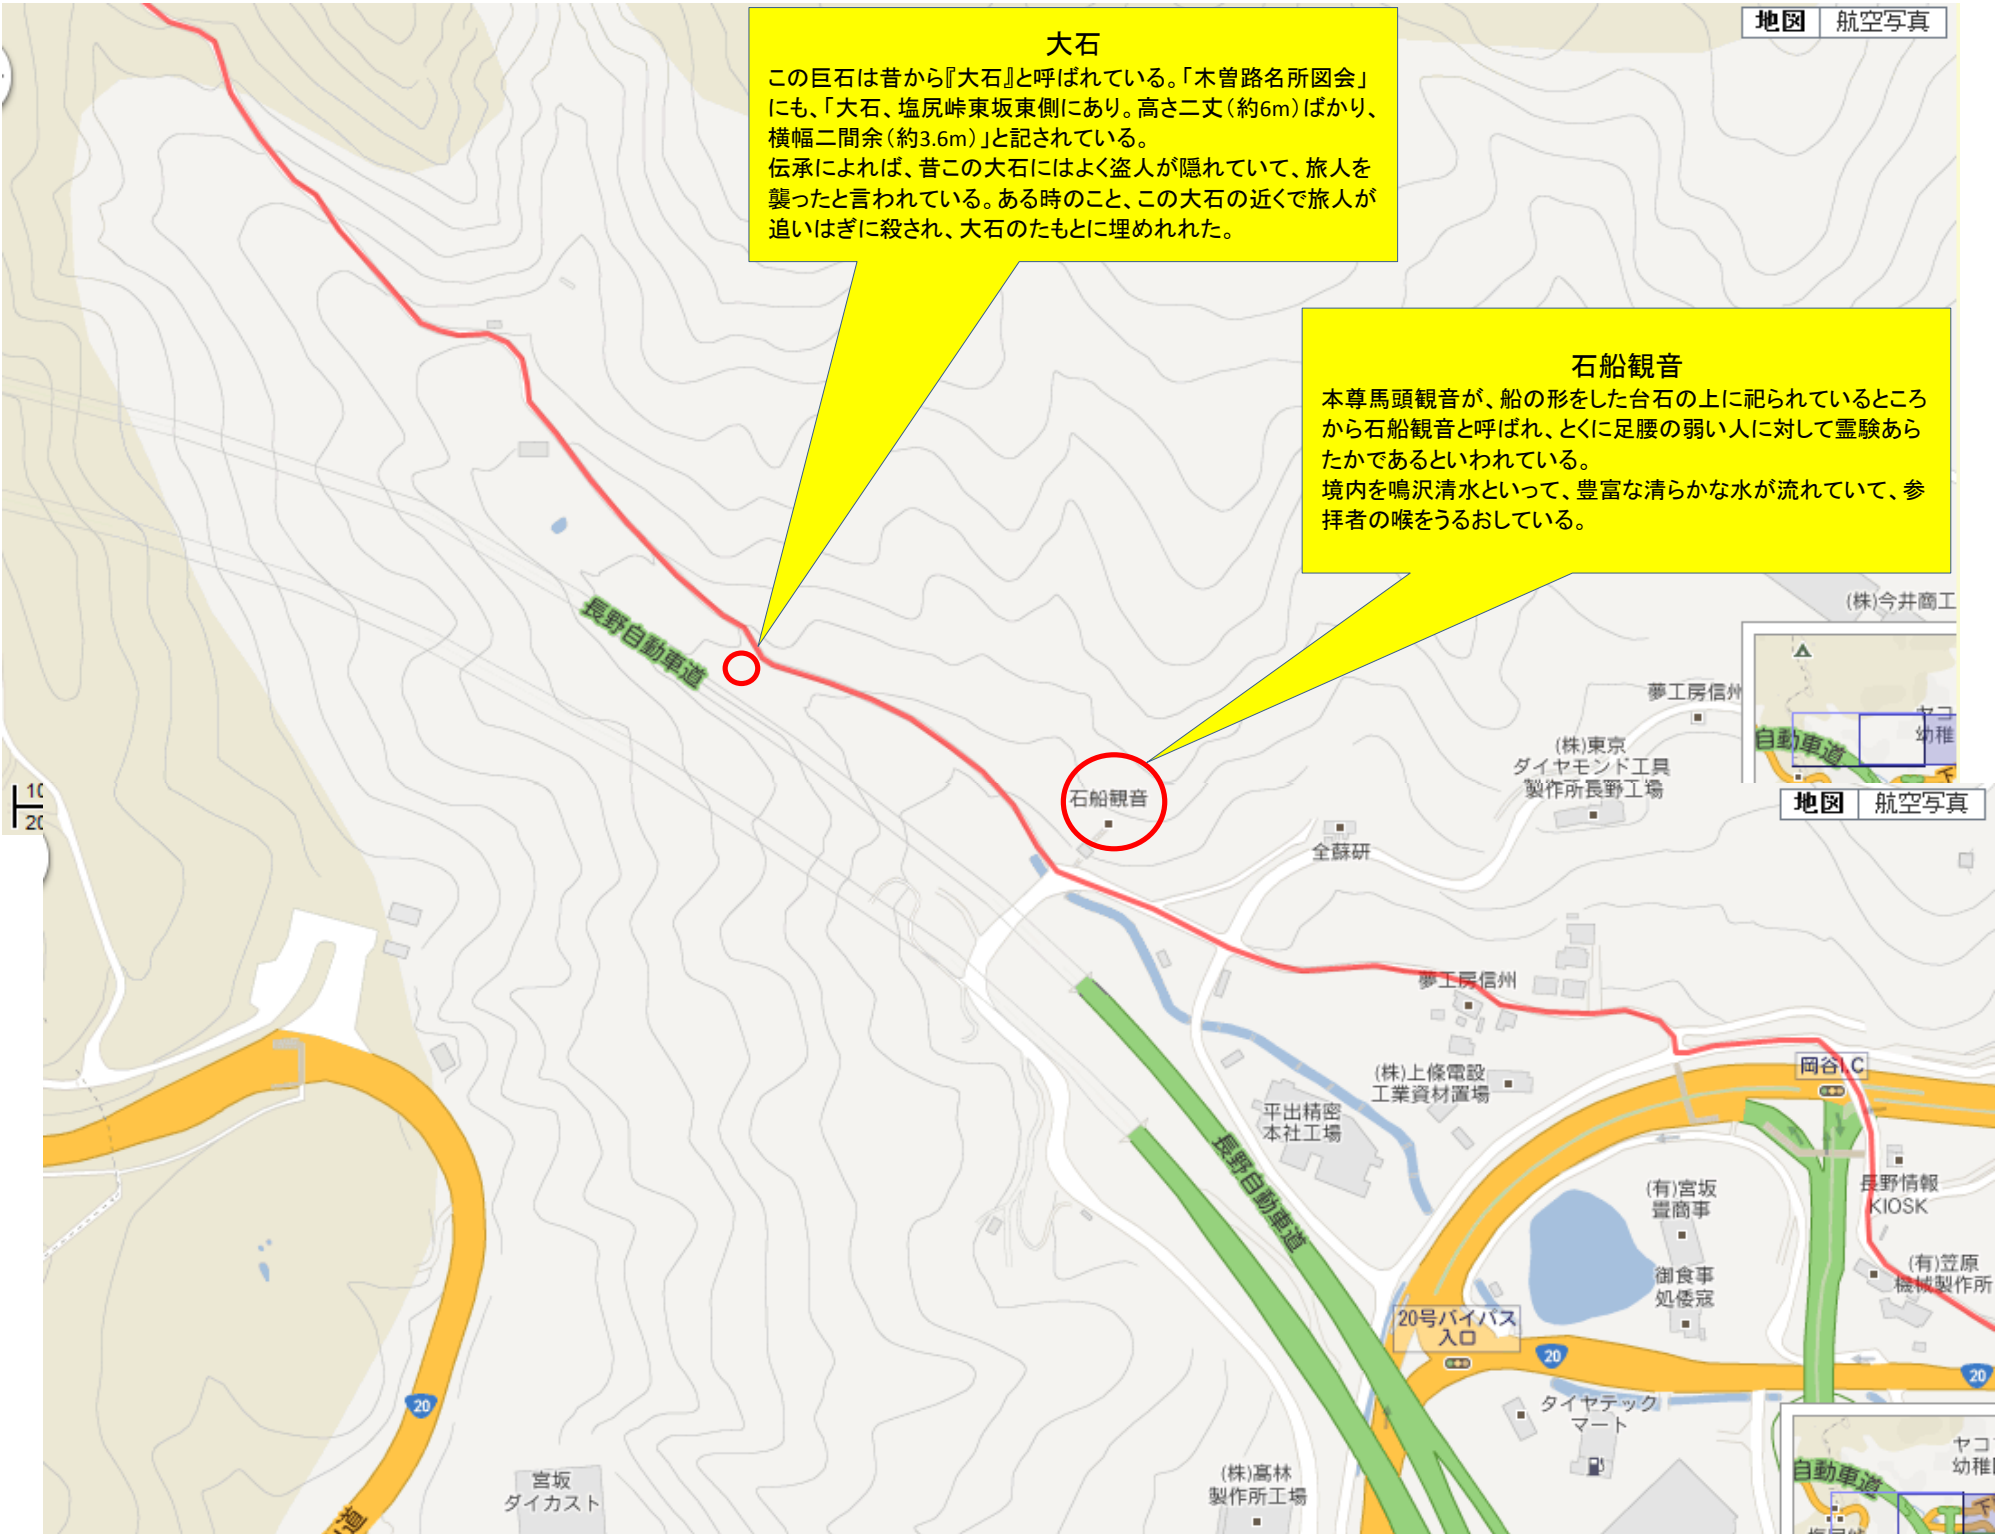 地図 航空写真
大石
この巨石は昔から『大石』と呼ばれている。「木曽路名所図会」
にも、「大石、塩尻峠東坂東側にあり。高さ二丈（約6m）ばかり、
横幅二間余（約3.6m）」と記されている。
伝承によれば、昔この大石にはよく盗人が隠れていて、旅人を
襲ったと言われている。ある時のこと、この大石の近くで旅人が
追いはぎに殺され、大石のたもとに埋めれれた。
石船観音
本尊馬頭観音が、船の形をした台石の上に祀られているところ
から石船観音と呼ばれ、とくに足腰の弱い人に対して霊験あら
たかであるといわれている。
境内を鳴沢清水といって、豊富な清らかな水が流れていて、参
拝者の喉をうるおしている。
(株)今井商工
長野自動車道
夢工房信州
ヤコ
幼稚
自動車道
下
(株)東京
ダイヤモンド工具
製作所長野工場
石船観音
10
20
地図 航空写真
全蘇研
夢工房信州
岡谷I.C
(株)上條電設
工業資材置場
平出精密
本社工場
長野自動車道
(有)宮坂
畳商事
長野情報
KIOSK
(有)笠原
機械製作所
御食事
処倭寇
20号バイパス
入口
20
20
20
タイヤテック
マート
ヤコ
幼稚
自動車道
下
塩尻峠
(株)高林
製作所工場
宮坂
ダイカスト
道